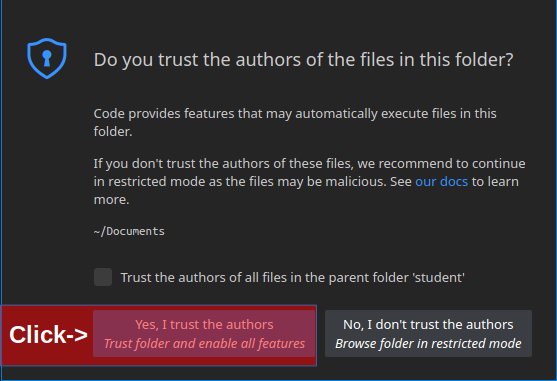 Do you trust the authors of the files in this folder?
Code provides features that may automatically execute files in this
folder.
If you don't trust the authors of these files, we recommend to continue
in restricted mode as the files may be malicious. See our docs to learn
more.
~/Documents
Trust the authors of all files in the parent folder 'student'
Click->
Yes, I trust the authors
Trust folder and enable all features
No, I don't trust the authors
Browse folder in restricted mode